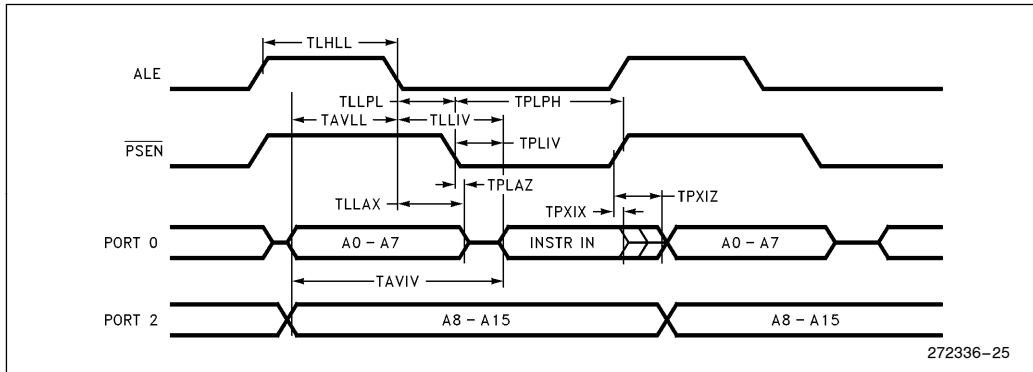 TLHLL
ALE
TLLPL
TPLPH
TAVLL
TLLIV
PSEN
TPLIV
TPLAZ
TPXIZ
TLLAX
TPXIX
PORT 0
A0 – A7
INSTR IN
A0 – A7
TAVIV
PORT 2
A8 – A15
A8 – A15
272336–25